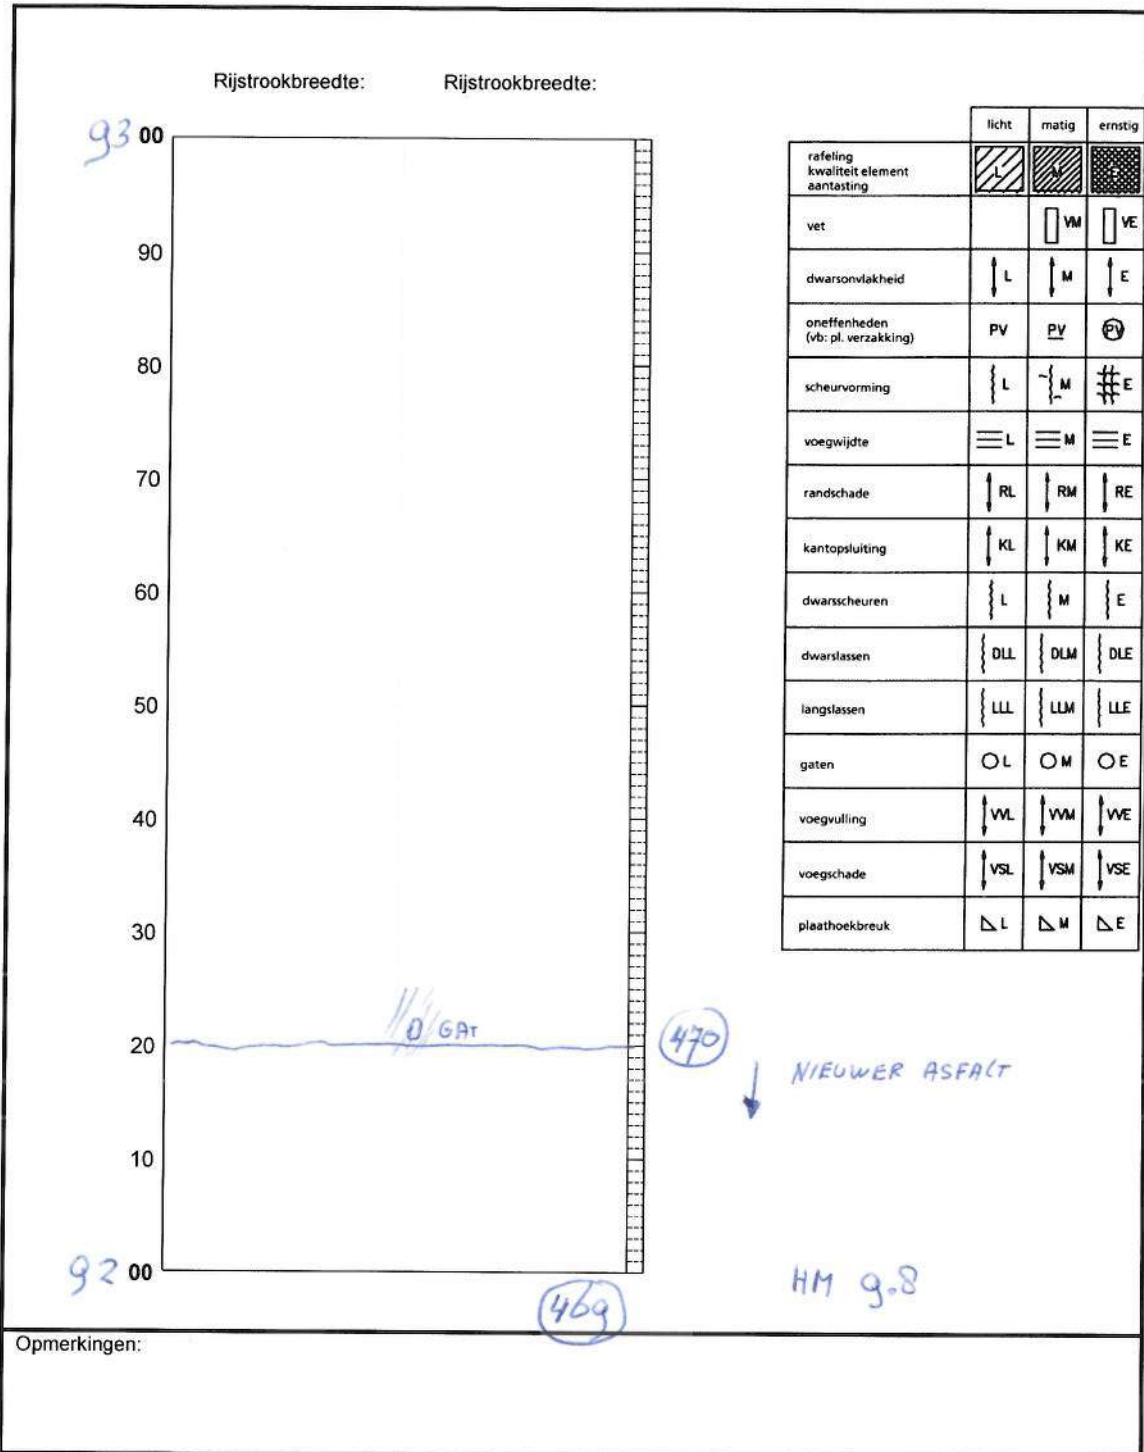 Rijstrookbreedte: Rijstrookbreedte:
93 00
90
80
70
60
50
40
30
20
10
92 00
GAT
470
NIEUWER ASFALT
469
HM 9.8
licht matig ernstig
rafeling
kwaliteit element
aantasting
L M E
vet
VM VE
dwarsonvlakheid L M E
oneffenheden
(vb: pl. verzakking)
PV PV PV
scheurvorming L M E
voegwijdte L M E
randschade RL RM RE
kantopsluiting KL KM KE
dwarsscheuren L M E
dwarslassen DLL DLM DLE
langslassen LLL LLM LLE
gaten L M E
voegvulling VVL VVM VVE
voegschade VSL VSM VSE
plaathoekbreuk L M E
Opmerkingen: